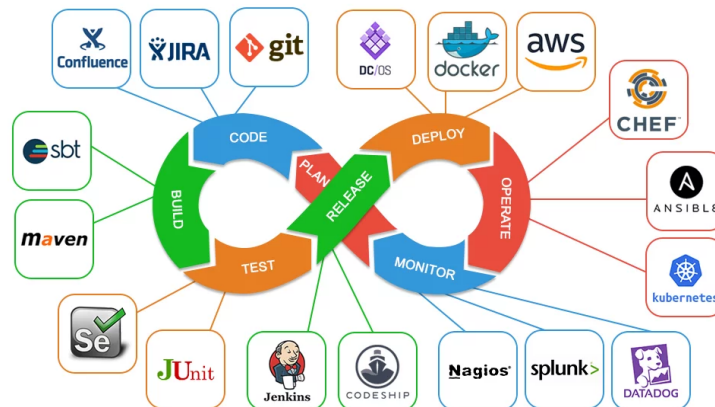 Confluence
JIRA
git
DC/OS
docker
aws
CHEF
sbt
CODE
PLAN
DEPLOY
BUILD
RELEASE
OPERATE
ANSIBLE
maven
TEST
MONITOR
kubernetes
Se
JUnit
Jenkins
CODESHIP
Nagios®
splunk>
DATADOG